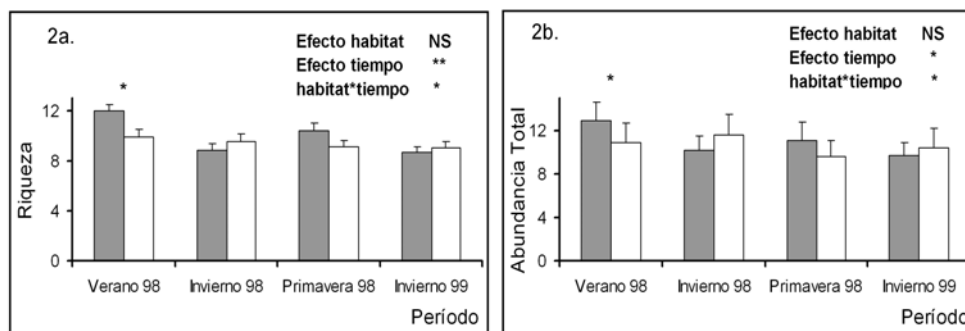 2a.
Efecto habitat NS
Efecto tiempo **
habitat*tiempo *
*
12
8
4
0
Riqueza
Verano 98 Invierno 98 Primavera 98 Invierno 99
Período
2b.
Efecto habitat NS
Efecto tiempo *
habitat*tiempo *
*
12
8
4
0
Abundancia Total
Verano 98 Invierno 98 Primavera 98 Invierno 99
Período